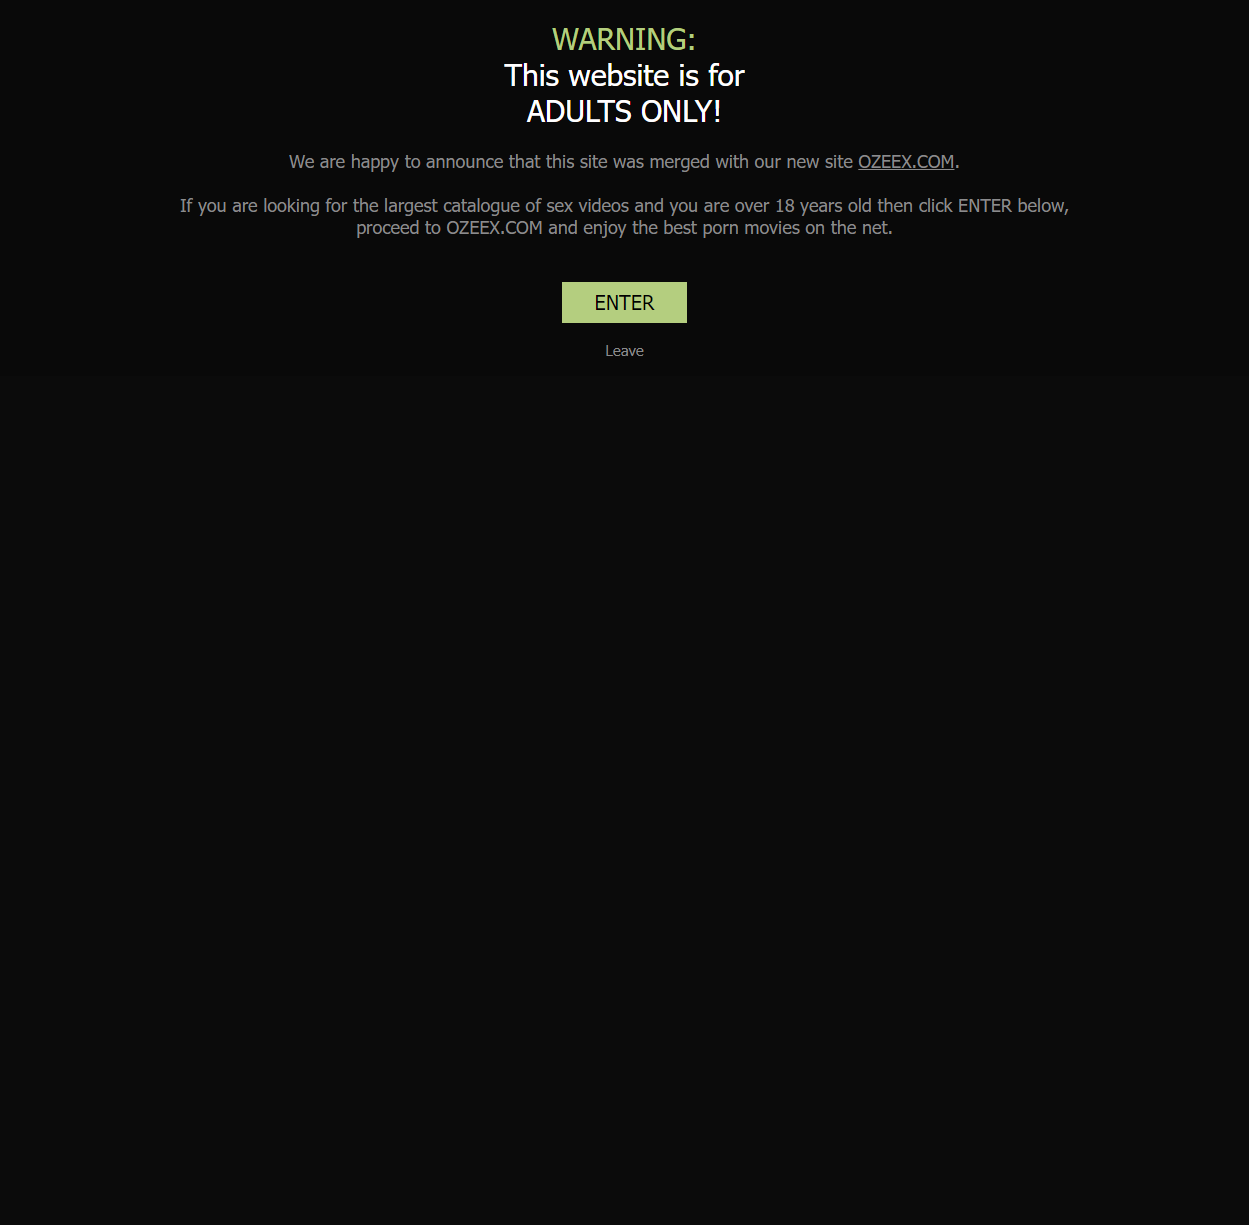 WARNING:
This website is for
ADULTS ONLY!
We are happy to announce that this site was merged with our new site OZEEX.COM.
If you are looking for the largest catalogue of sex videos and you are over 18 years old then click ENTER below,
proceed to OZEEX.COM and enjoy the best porn movies on the net.
ENTER
Leave